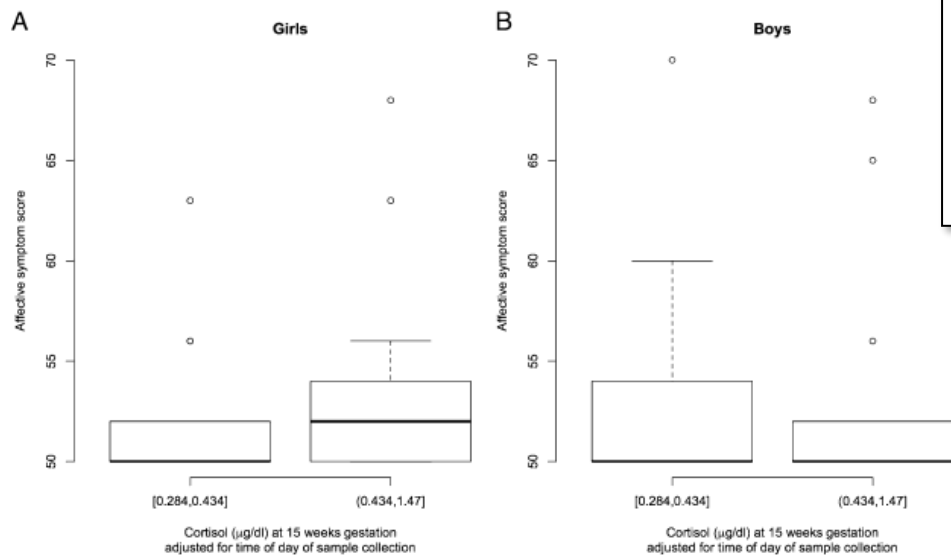 A
Girls
Affective symptom score
70
65
60
55
50
[0.284,0.434]
(0.434,1.47]
Cortisol (μg/dl) at 15 weeks gestation
adjusted for time of day of sample collection
B
Boys
Affective symptom score
70
65
60
55
50
[0.284,0.434]
(0.434,1.47]
Cortisol (μg/dl) at 15 weeks gestation
adjusted for time of day of sample collection